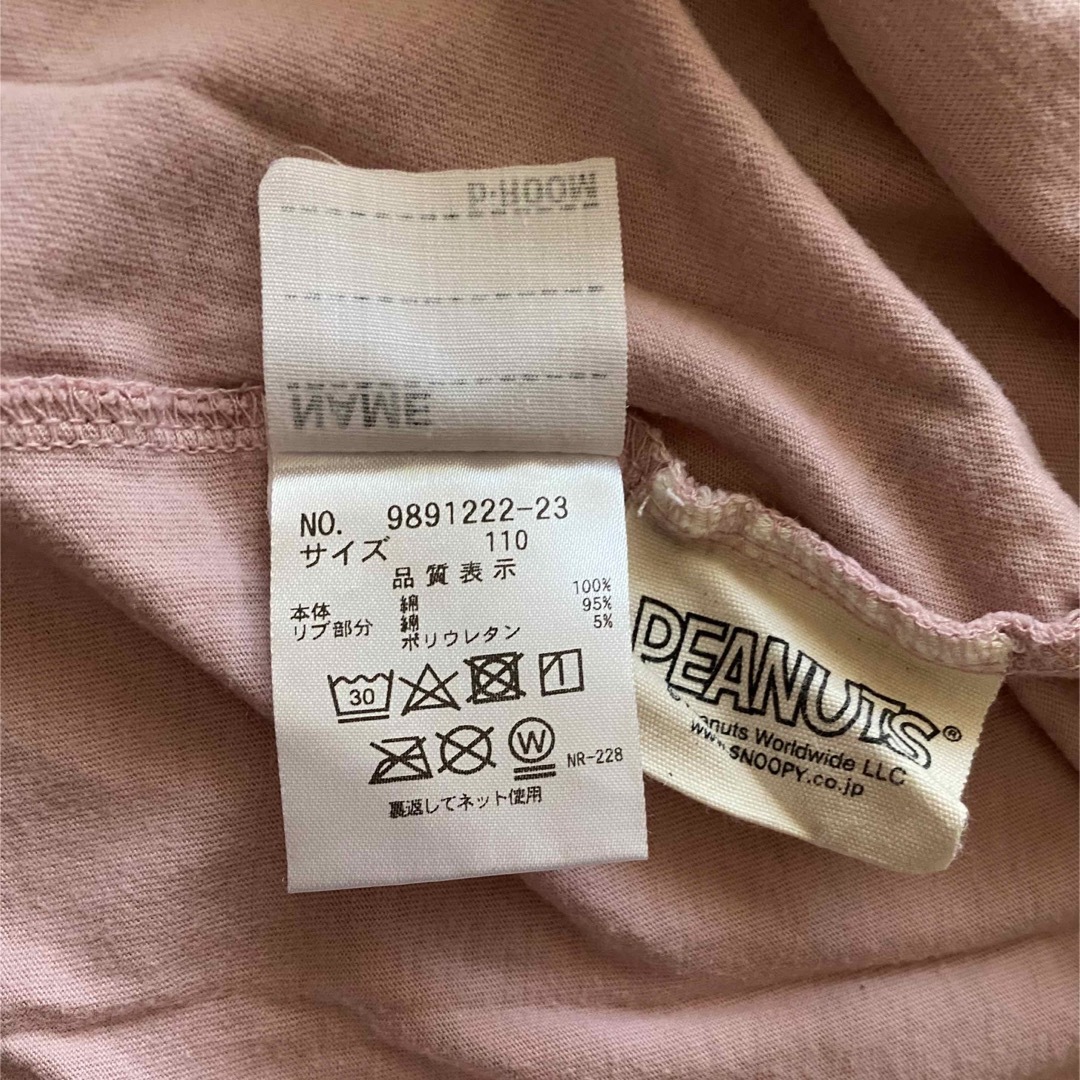 p·ROOM
NAME
NO. 9891222-23
サイズ 110
品質表示
本体 綿 100%
リブ部分 綿 95%
ポリウレタン 5%
30
W
NR-228
裏返してネット使用
PEANUTS®
Peanuts Worldwide LLC
www.SNOOPY.co.jp